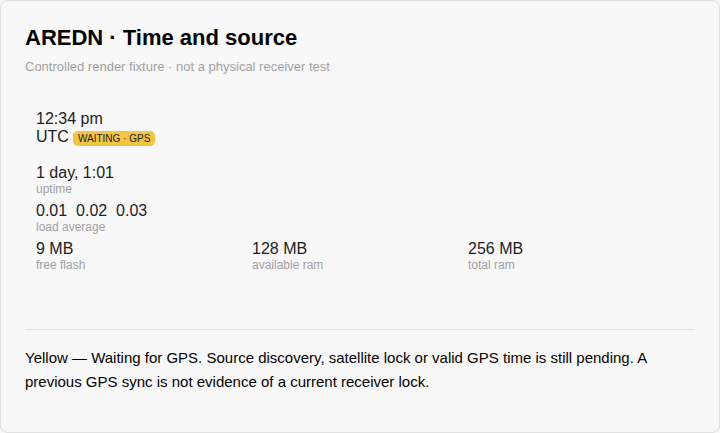 AREDN · Time and source
Controlled render fixture · not a physical receiver test
12:34 pm
UTC WAITING · GPS
1 day, 1:01
uptime
0.01 0.02 0.03
load average
9 MB 128 MB 256 MB
free flash available ram total ram
Yellow — Waiting for GPS. Source discovery, satellite lock or valid GPS time is still pending. A
previous GPS sync is not evidence of a current receiver lock.